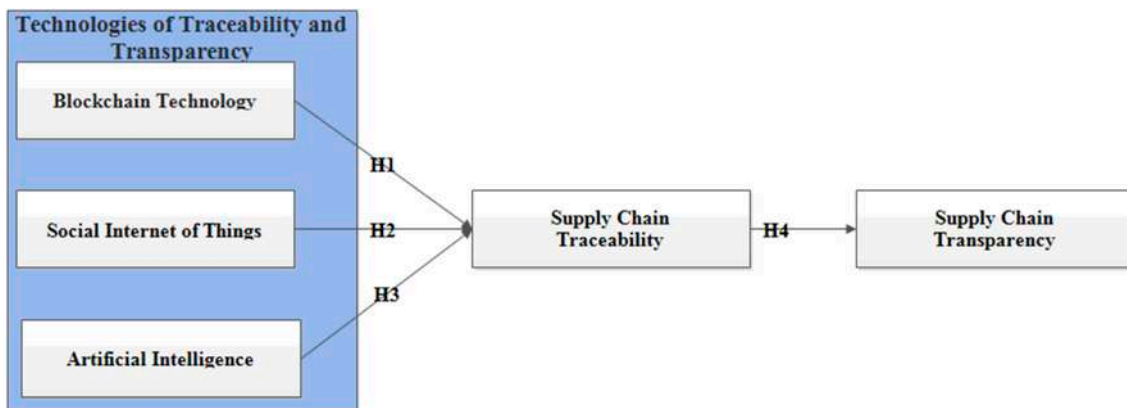 Technologies of Traceability and
Transparency
Blockchain Technology
H1
Social Internet of Things
H2
Supply Chain
Traceability
H4
Supply Chain
Transparency
H3
Artificial Intelligence